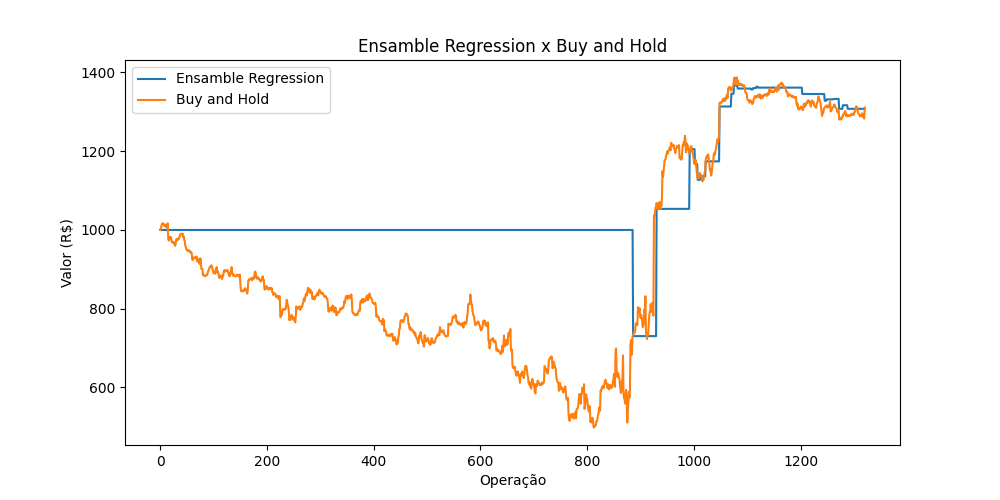 Ensamble Regression x Buy and Hold
Ensamble Regression
Buy and Hold
Valor (R$)
1400
1200
1000
800
600
0 200 400 600 800 1000 1200
Operação